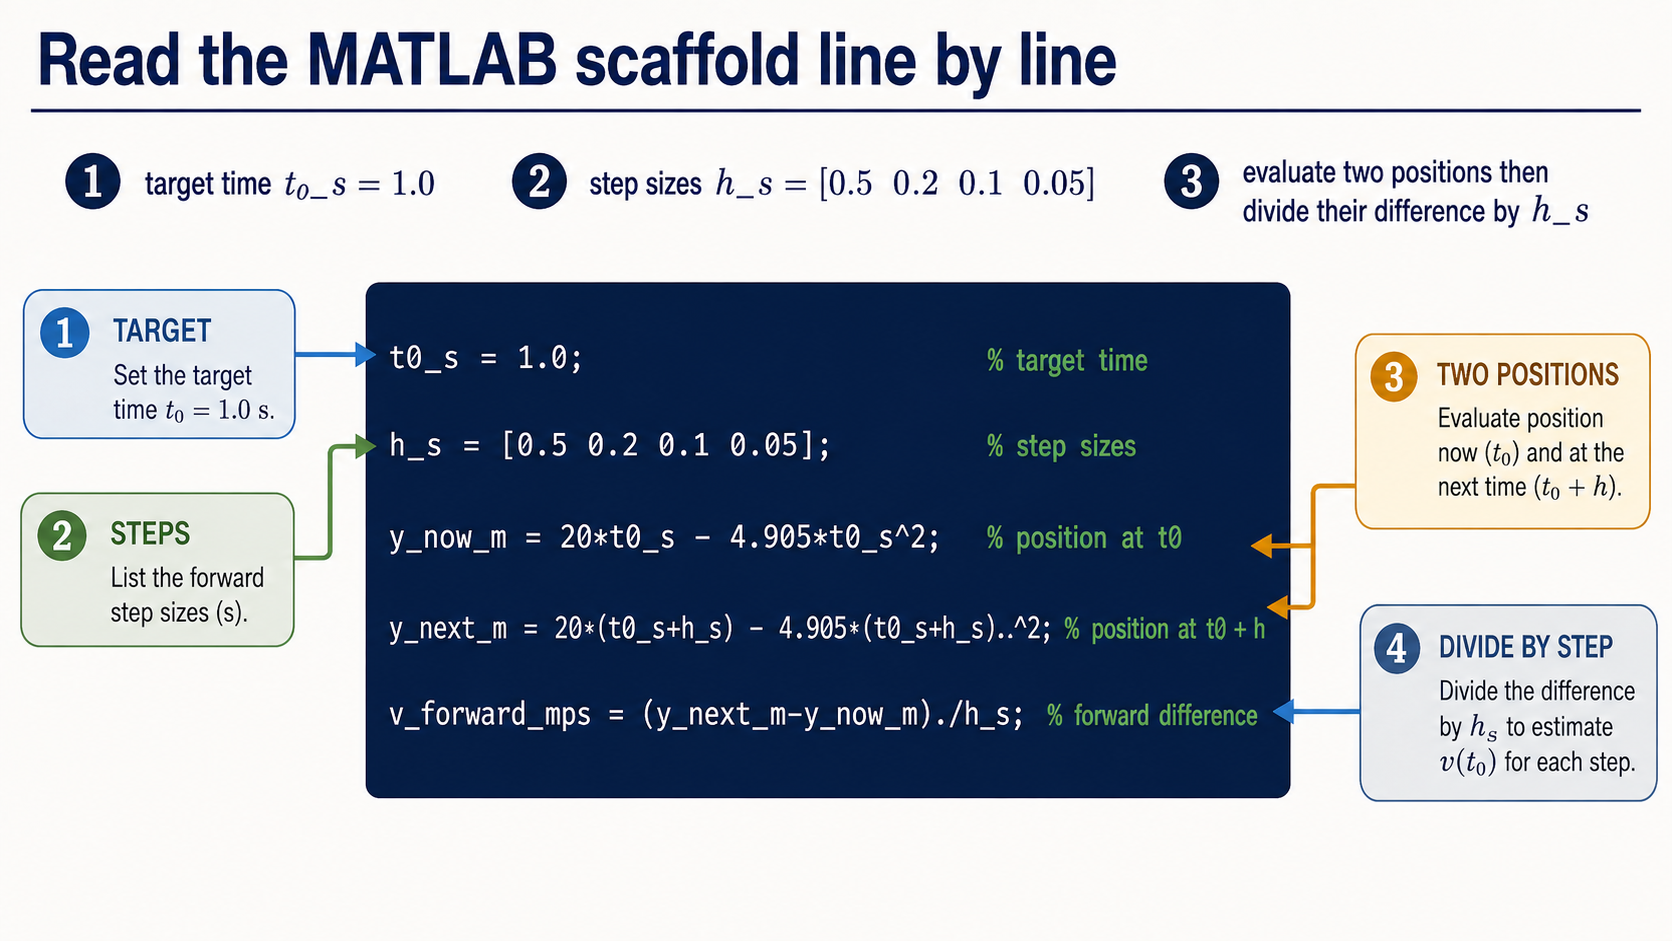 Read the MATLAB scaffold line by line
1 target time t₀_s = 1.0
2 step sizes h_s = [0.5 0.2 0.1 0.05]
3 evaluate two positions then
divide their difference by h_s
1 TARGET
Set the target
time t₀ = 1.0 s.
2 STEPS
List the forward
step sizes (s).
t0_s = 1.0; % target time
h_s = [0.5 0.2 0.1 0.05]; % step sizes
y_now_m = 20*t0_s − 4.905*t0_s^2; % position at t0
y_next_m = 20*(t0_s+h_s) − 4.905*(t0_s+h_s)..^2; % position at t0 + h
v_forward_mps = (y_next_m−y_now_m)./h_s; % forward difference
3 TWO POSITIONS
Evaluate position
now (t₀) and at the
next time (t₀ + h).
4 DIVIDE BY STEP
Divide the difference
by hₛ to estimate
v(t₀) for each step.